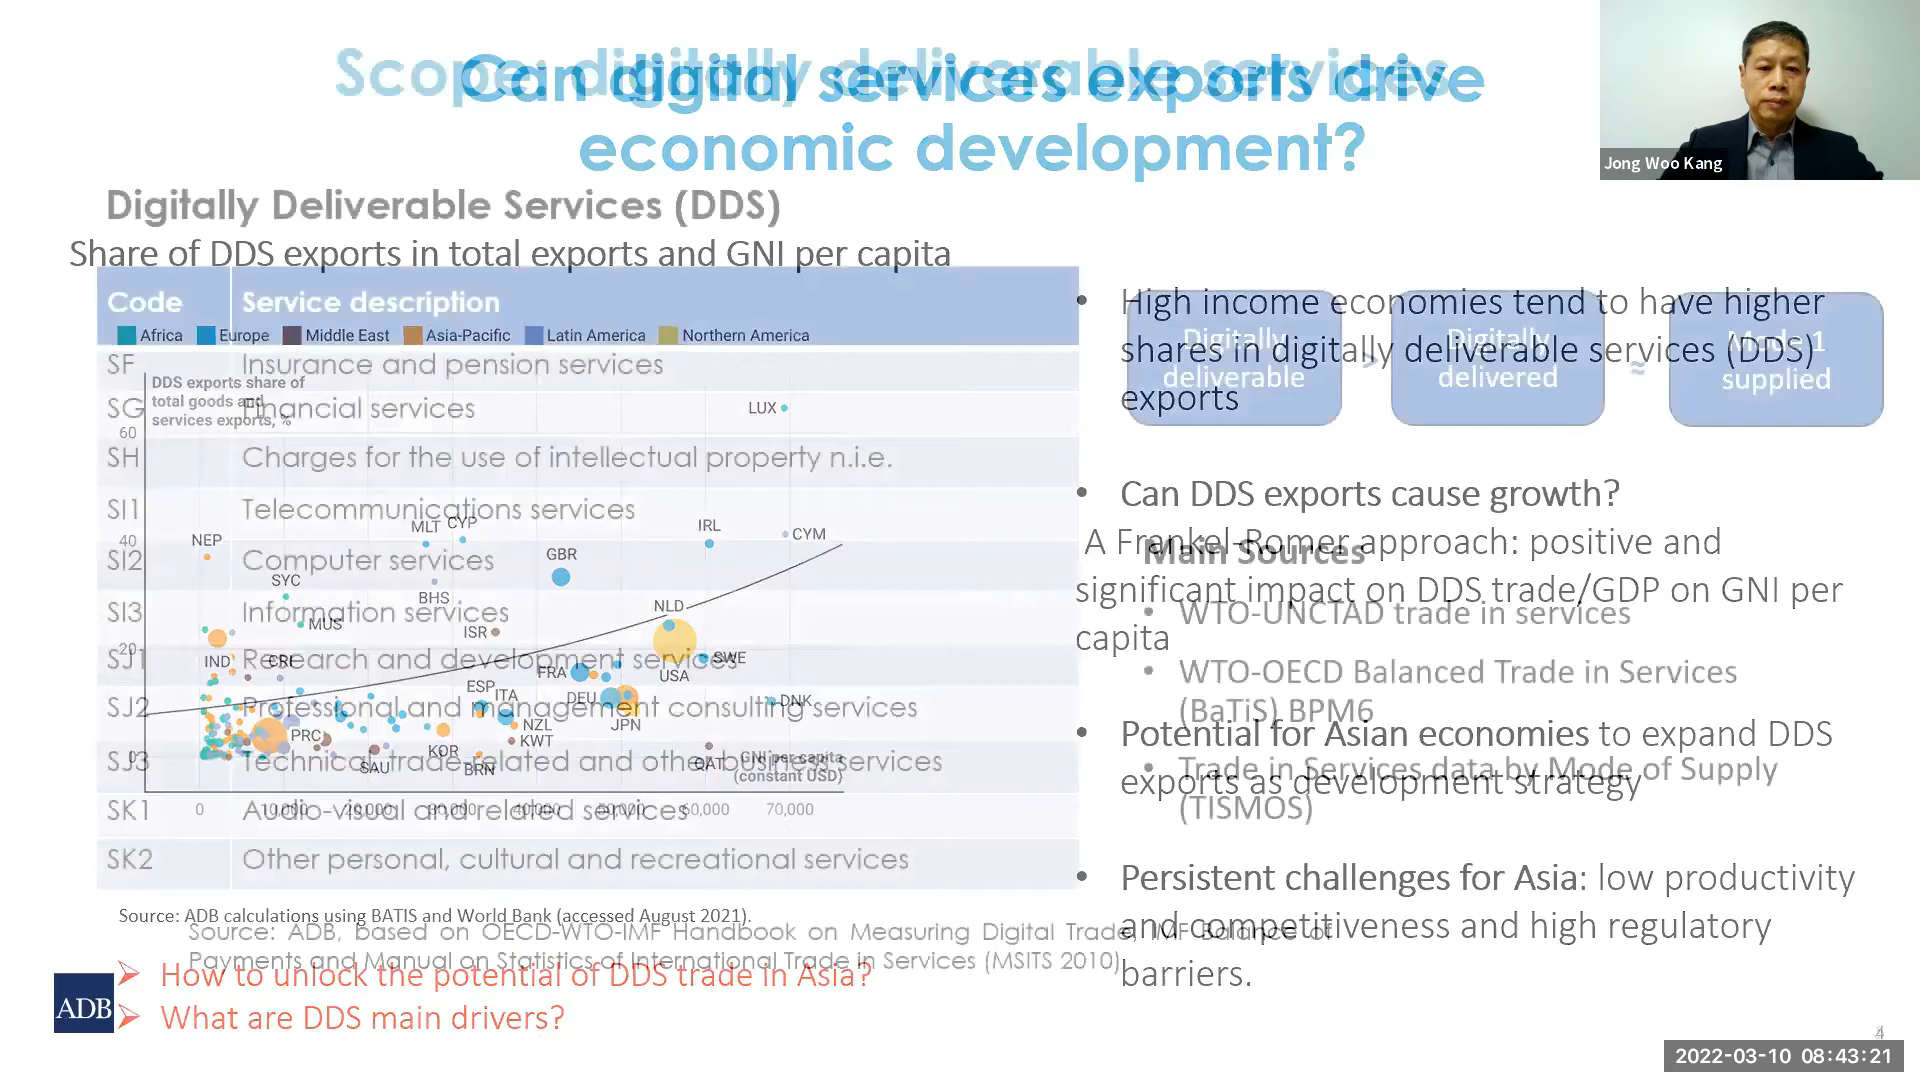 Scope: digitally deliverable services
Can digital services exports drive
economic development?
Jong Woo Kang
Digitally Deliverable Services (DDS)
Share of DDS exports in total exports and GNI per capita
Code Service description
Africa Europe Middle East Asia-Pacific Latin America Northern America
SF Insurance and pension services
DDS exports share of
total goods and
services exports, %
SG Financial services
LUX
60
SH Charges for the use of intellectual property n.i.e.
SI1 Telecommunications services
MLT CYP IRL CYM
NEP
40
GBR
SI2 Computer services
SYC
BHS
NLD
SI3 Information services
MUS
ISR
20
IND CRI
SJ1 Research and development services
SWE
FRA
USA
ESP
ITA
DEU
DNK
SJ2 Professional and management consulting services
NZL
JPN
PRC
KWT
KOR
0
SJ3 Technical, trade-related and other business services
SAU
BRN
QAT
GNI per capita
(constant USD)
SK1 Audio-visual and related services
0 10,000 20,000 30,000 40,000 50,000 60,000 70,000
SK2 Other personal, cultural and recreational services
Source: ADB calculations using BATIS and World Bank (accessed August 2021).
Source: ADB, based on OECD-WTO-IMF Handbook on Measuring Digital Trade, IMF Balance of
Payments and Manual on Statistics of International Trade in Services (MSITS 2010)
➢ How to unlock the potential of DDS trade in Asia?
➢ What are DDS main drivers?
ADB
• High income economies tend to have higher
shares in digitally deliverable services (DDS)
exports
Digitally
deliverable
>
Digitally
delivered
≈
Mode 1
supplied
• Can DDS exports cause growth?
A Frankel-Romer approach: positive and
significant impact on DDS trade/GDP on GNI per
capita
Main Sources
• WTO-UNCTAD trade in services
• WTO-OECD Balanced Trade in Services
(BaTiS) BPM6
• Trade in Services data by Mode of Supply
(TISMOS)
• Potential for Asian economies to expand DDS
exports as development strategy
• Persistent challenges for Asia: low productivity
and competitiveness and high regulatory
barriers.
2022-03-10 08:43:21